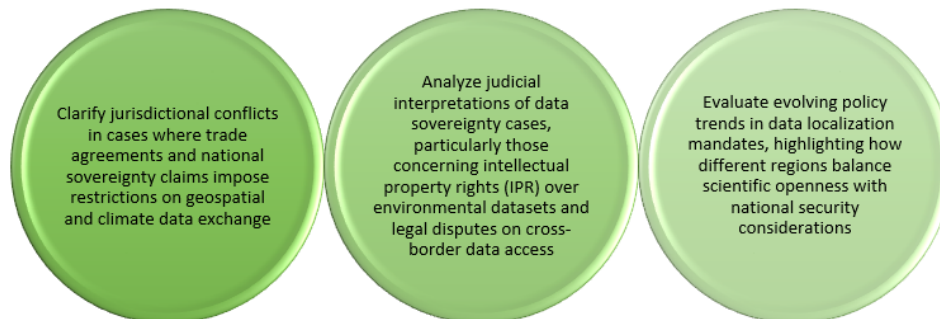 Clarify jurisdictional conflicts
in cases where trade
agreements and national
sovereignty claims impose
restrictions on geospatial
and climate data exchange
Analyze judicial
interpretations of data
sovereignty cases,
particularly those
concerning intellectual
property rights (IPR) over
environmental datasets and
legal disputes on cross-
border data access
Evaluate evolving policy
trends in data localization
mandates, highlighting how
different regions balance
scientific openness with
national security
considerations